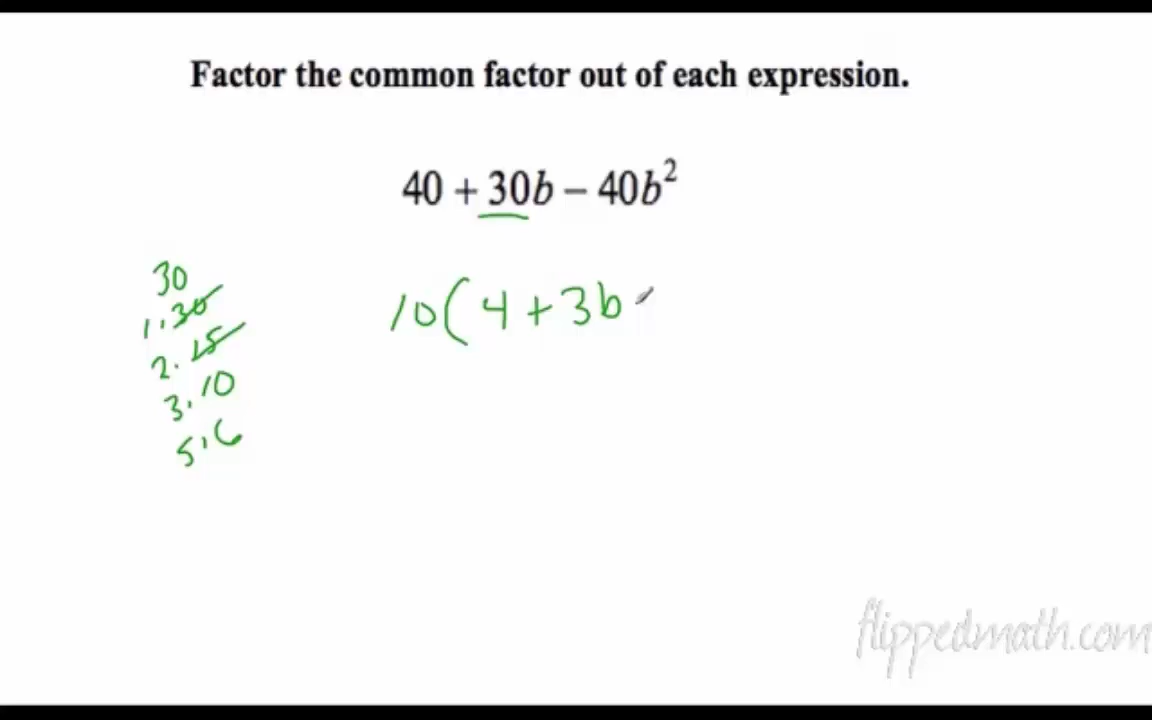 Factor the common factor out of each expression.
40 + 30b – 40b²
30
1·30
2·15
3·10
5·6
10(4 + 3b
flippedmath.com